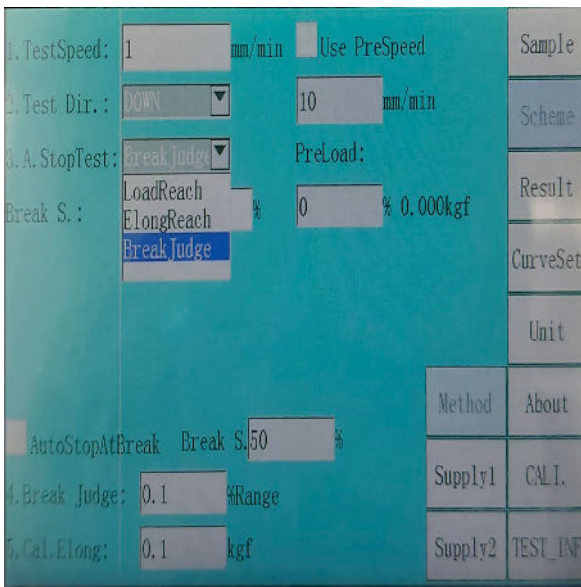 1.TestSpeed: 1 mm/min Use PreSpeed
2.Test Dir.: DOWN 10 mm/min
3.A.StopTest: BreakJudge PreLoad:
LoadReach
Break S.: % 0 % 0.000kgf
ElongReach
BreakJudge
AutoStopAtBreak Break S. 50 %
4.Break Judge: 0.1 %Range
5.Cal.Elong: 0.1 kgf
Sample
Scheme
Result
CurveSet
Unit
Method About
Supply1 CALI.
Supply2 TEST_INF